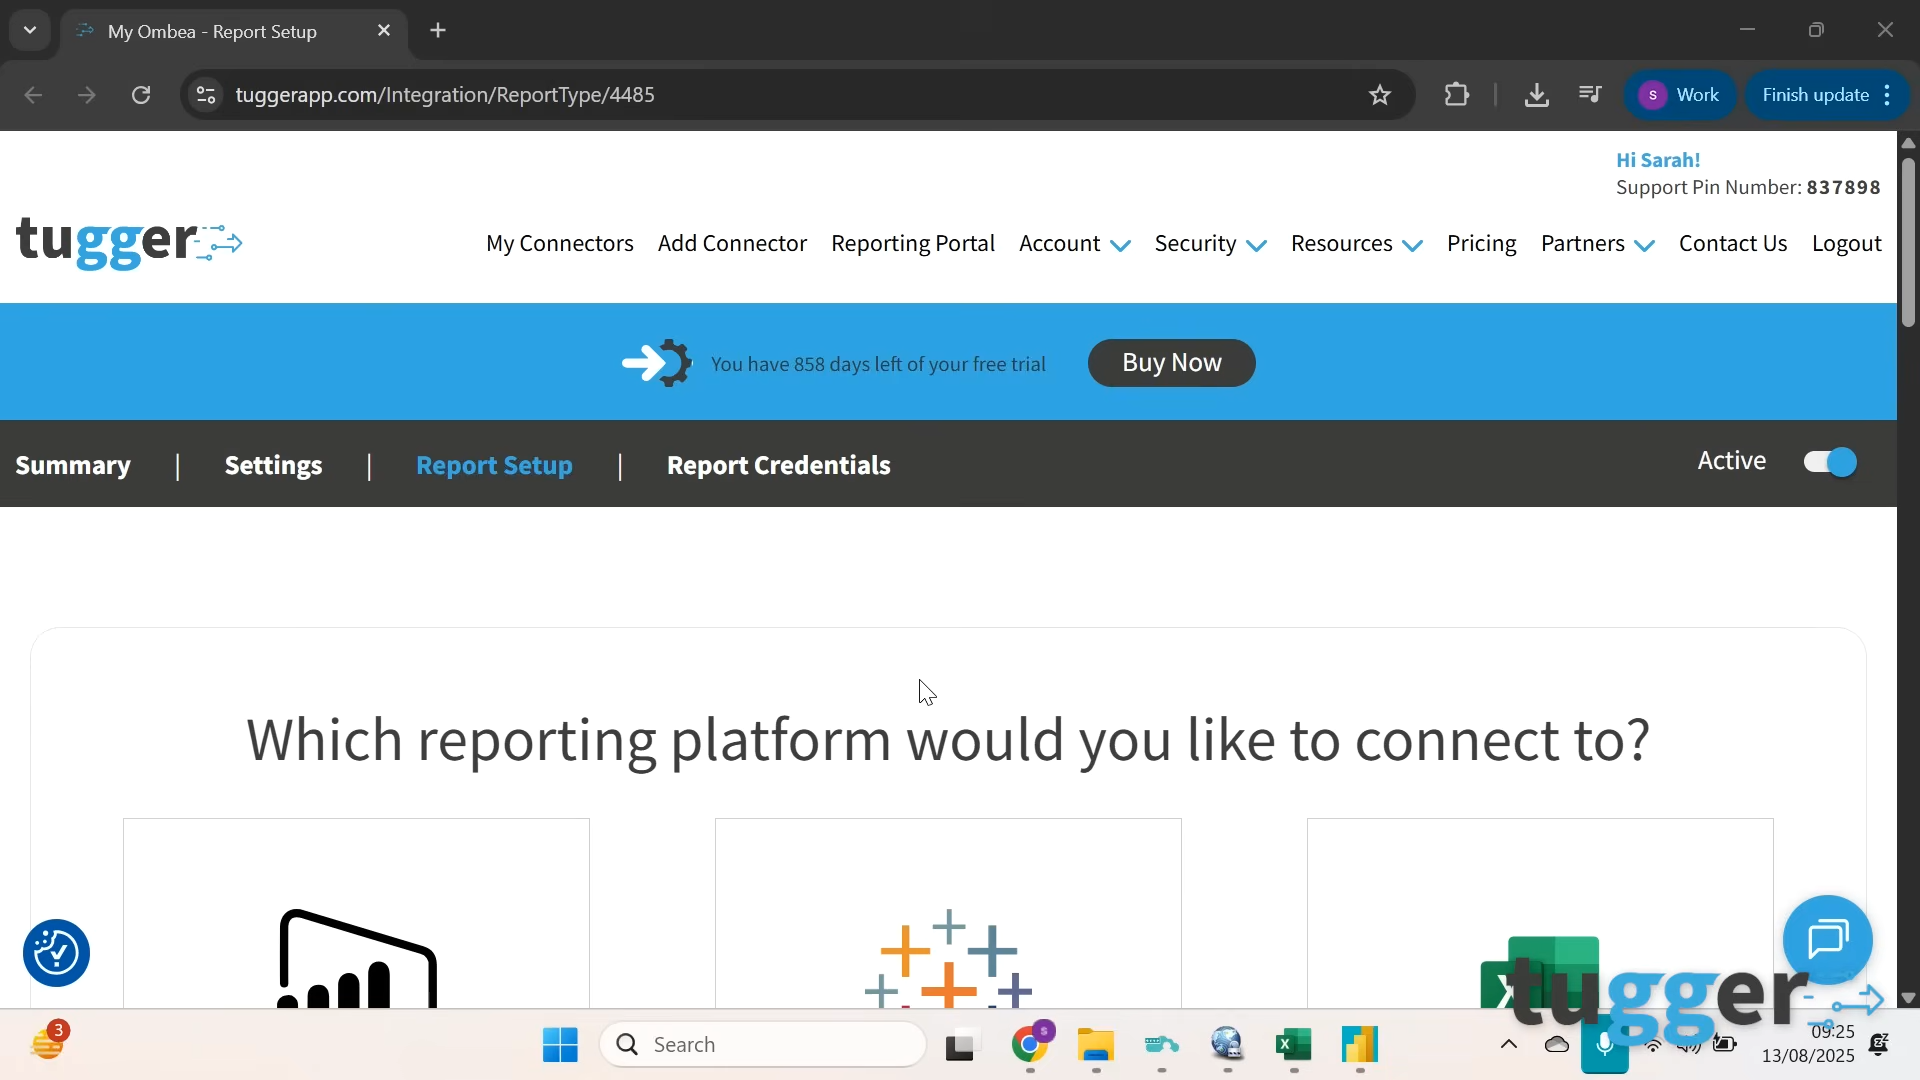 My Ombea - Report Setup
tuggerapp.com/Integration/ReportType/4485
S Work
Finish update
Hi Sarah!
Support Pin Number: 837898
tugger
My Connectors Add Connector Reporting Portal Account Security Resources Pricing Partners Contact Us Logout
You have 858 days left of your free trial
Buy Now
Summary | Settings | Report Setup | Report Credentials
Active
Which reporting platform would you like to connect to?
X
tugger
3
Search
S
X
09:25
13/08/2025